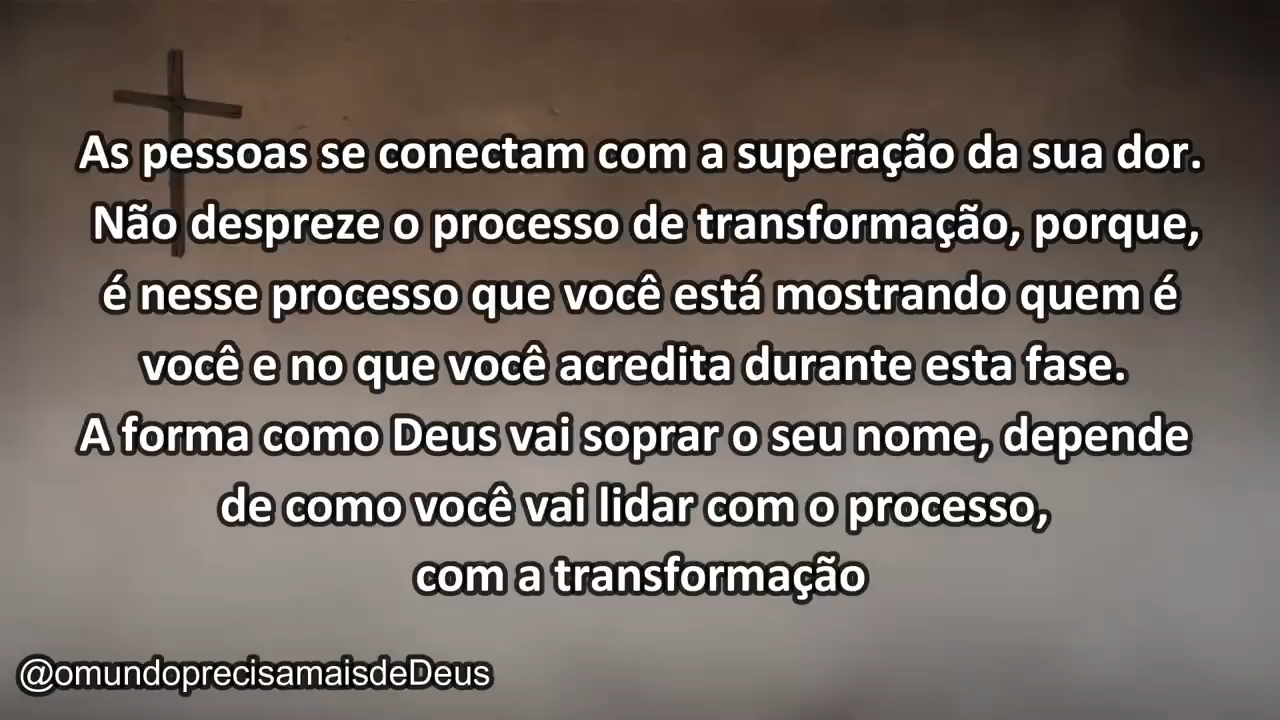 As pessoas se conectam com a superação da sua dor.
Não despreze o processo de transformação, porque,
é nesse processo que você está mostrando quem é
você e no que você acredita durante esta fase.
A forma como Deus vai soprar o seu nome, depende
de como você vai lidar com o processo,
com a transformação
@omundoprecisamaisdeDeus